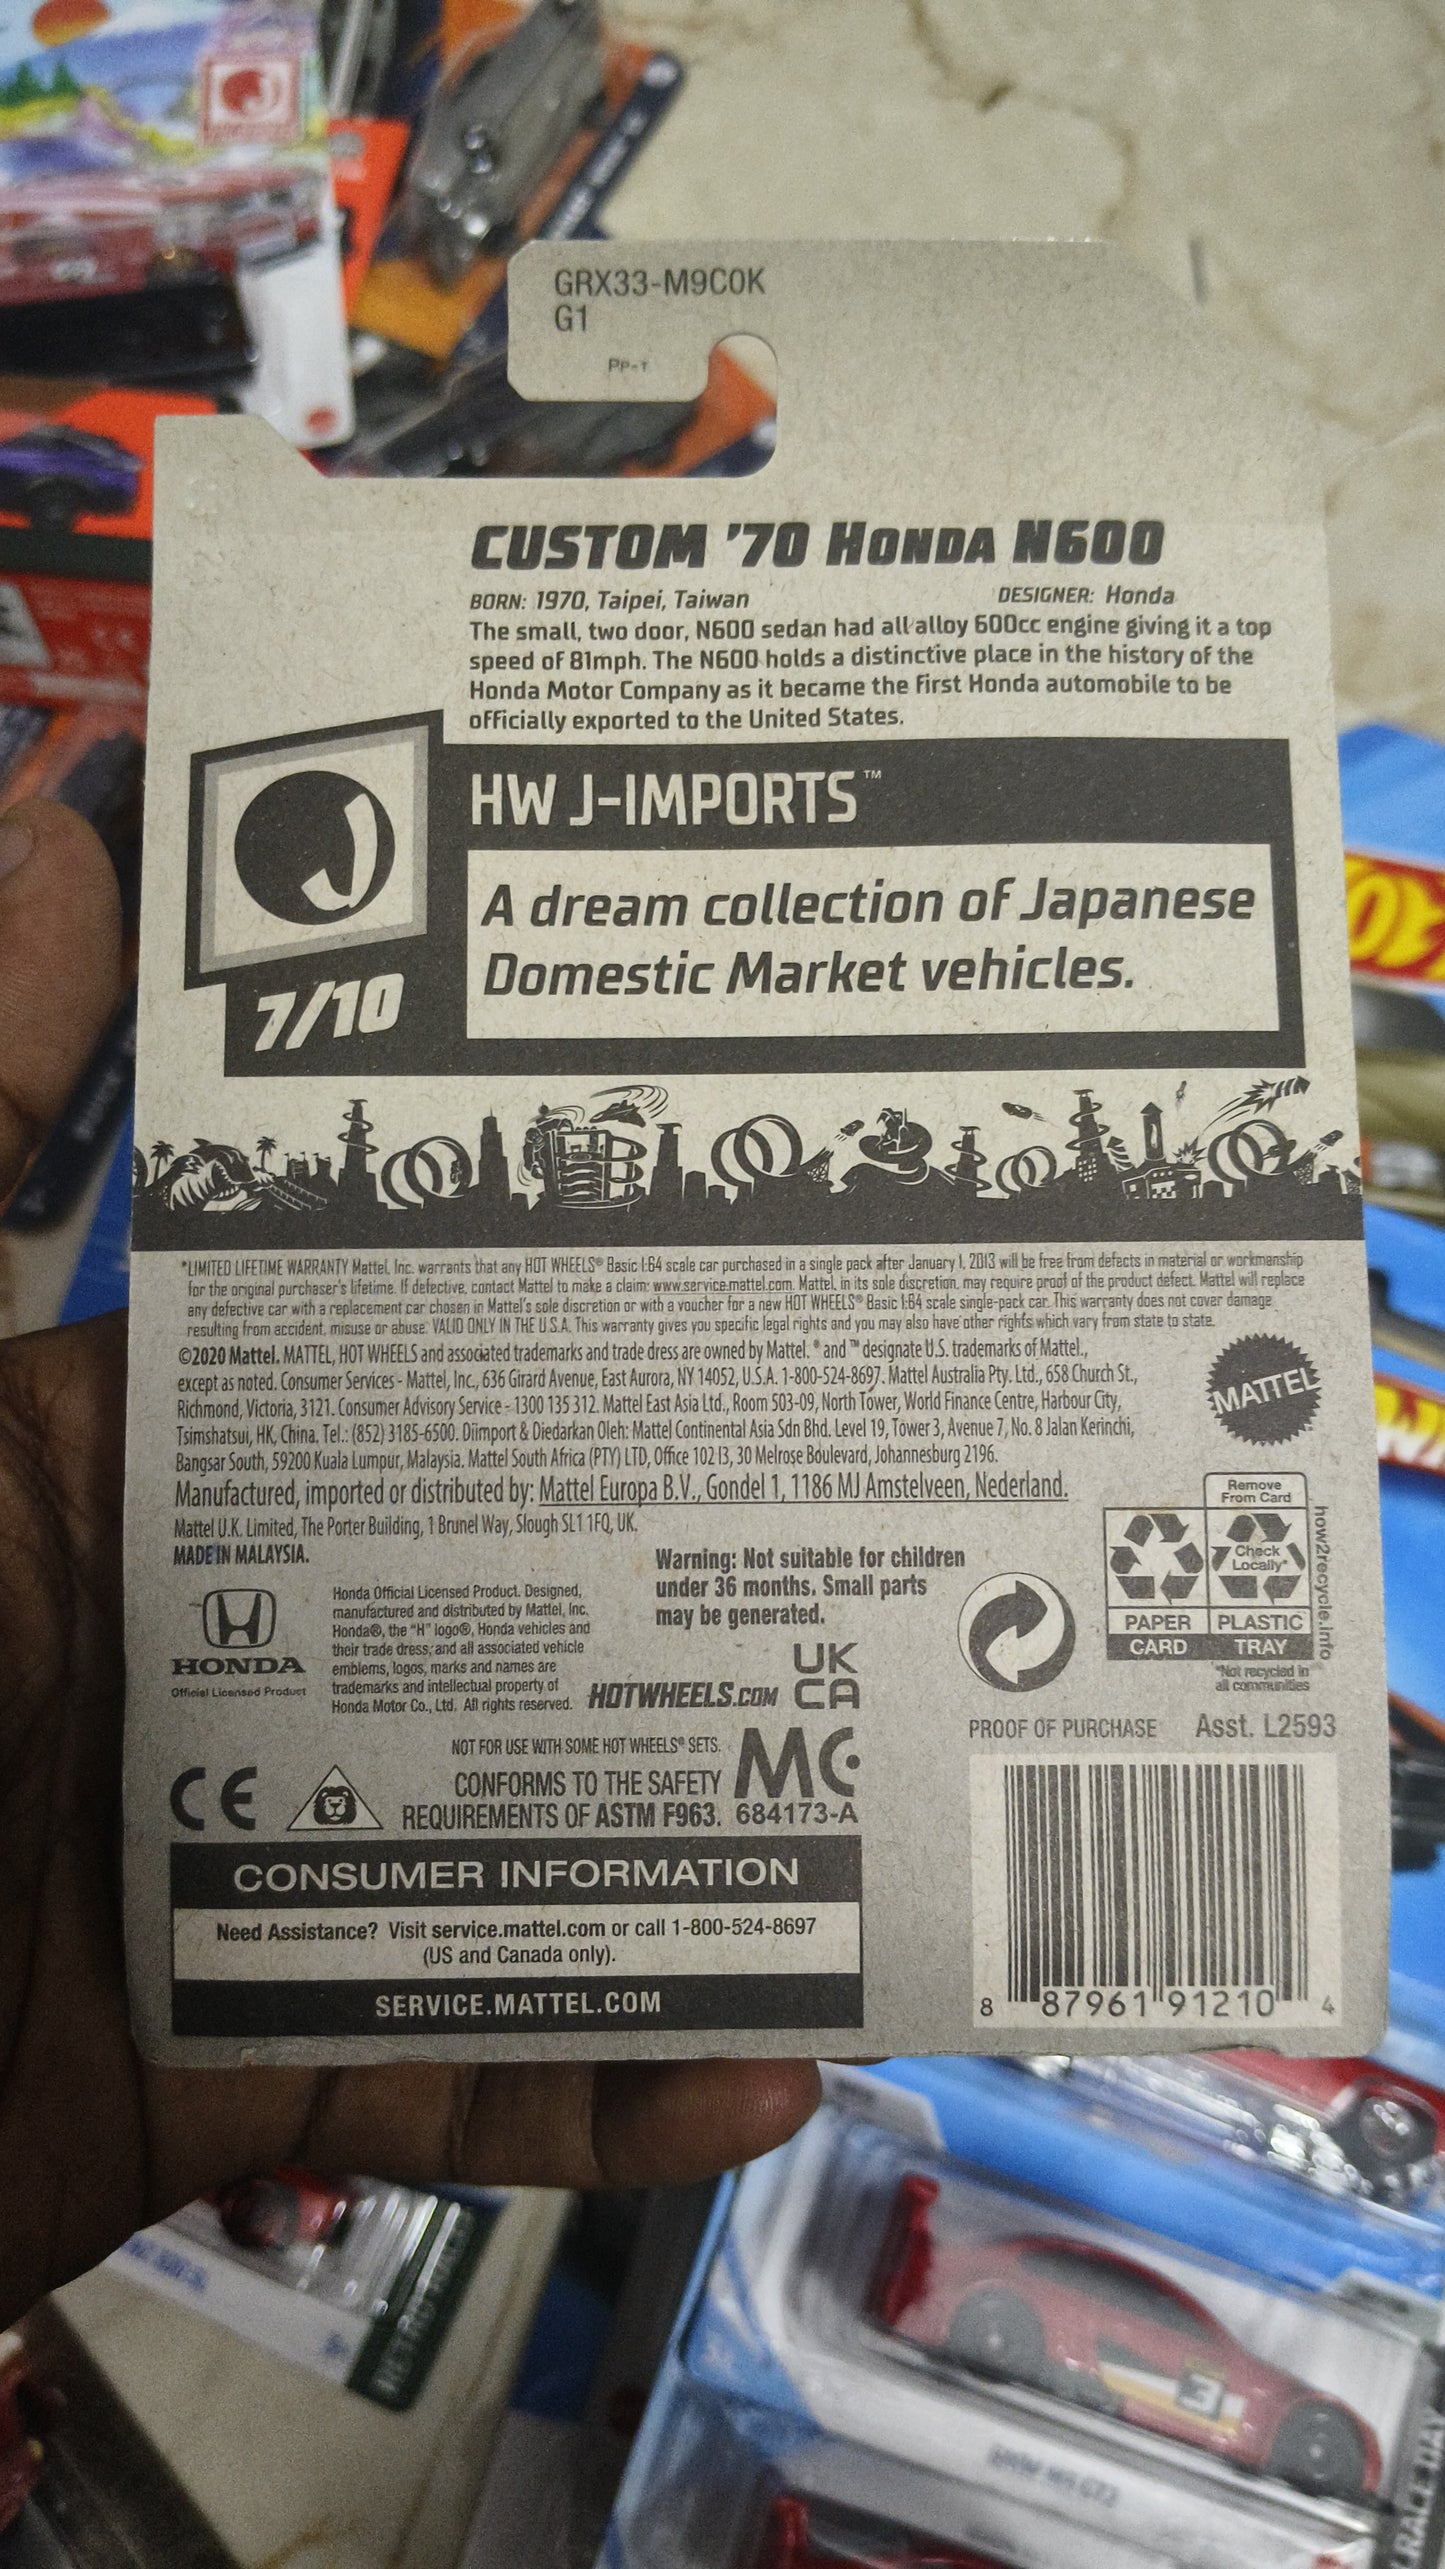 GRX33-M9C0K
G1
PP-T
CUSTOM '70 HONDA N600
BORN: 1970, Taipei, Taiwan
DESIGNER: Honda
The small, two door, N600 sedan had all alloy 600cc engine giving it a top
speed of 81mph. The N600 holds a distinctive place in the history of the
Honda Motor Company as it became the first Honda automobile to be
officially exported to the United States.
HW J-IMPORTS™
J
A dream collection of Japanese
Domestic Market vehicles.
7/10
*LIMITED LIFETIME WARRANTY Mattel, Inc. warrants that any HOT WHEELS® Basic 1:64 scale car purchased in a single pack after January 1, 2013 will be free from defects in material or workmanship
for the original purchaser's lifetime. If defective, contact Mattel to make a claim: www.service.mattel.com. Mattel, in its sole discretion, may require proof of the product defect. Mattel will replace
any defective car with a replacement car chosen in Mattel's sole discretion or with a voucher for a new HOT WHEELS® Basic 1:64 scale single-pack car. This warranty does not cover damage
resulting from accident, misuse or abuse. VALID ONLY IN THE U.S.A. This warranty gives you specific legal rights and you may also have other rights which vary from state to state.
©2020 Mattel. MATTEL, HOT WHEELS and associated trademarks and trade dress are owned by Mattel. ® and ™ designate U.S. trademarks of Mattel.,
except as noted. Consumer Services - Mattel, Inc., 636 Girard Avenue, East Aurora, NY 14052, U.S.A. 1-800-524-8697. Mattel Australia Pty. Ltd., 658 Church St.,
Richmond, Victoria, 3121. Consumer Advisory Service - 1300 135 312. Mattel East Asia Ltd., Room 503-09, North Tower, World Finance Centre, Harbour City,
Tsimshatsui, HK, China. Tel.: (852) 3185-6500. Diimport & Diedarkan Oleh: Mattel Continental Asia Sdn Bhd. Level 19, Tower 3, Avenue 7, No. 8 Jalan Kerinchi,
Bangsar South, 59200 Kuala Lumpur, Malaysia. Mattel South Africa (PTY) LTD, Office 102 I3, 30 Melrose Boulevard, Johannesburg 2196.
Manufactured, imported or distributed by: Mattel Europa B.V., Gondel 1, 1186 MJ Amstelveen, Nederland.
Mattel U.K. Limited, The Porter Building, 1 Brunel Way, Slough SL1 1FQ, UK.
MADE IN MALAYSIA.
MATTEL
Remove
From Card
Check
Locally*
PAPER
PLASTIC
CARD
TRAY
how2recycle.info
*Not recycled in
all communities
HONDA
Official Licensed Product
Honda Official Licensed Product. Designed,
manufactured and distributed by Mattel, Inc.
Honda®, the "H" logo®, Honda vehicles and
their trade dress, and all associated vehicle
emblems, logos, marks and names are
trademarks and intellectual property of
Honda Motor Co., Ltd. All rights reserved.
Warning: Not suitable for children
under 36 months. Small parts
may be generated.
HOTWHEELS.COM
UK
CA
PROOF OF PURCHASE
Asst. L2593
NOT FOR USE WITH SOME HOT WHEELS® SETS.
CE
CONFORMS TO THE SAFETY
REQUIREMENTS OF ASTM F963.
MC
684173-A
CONSUMER INFORMATION
Need Assistance? Visit service.mattel.com or call 1-800-524-8697
(US and Canada only).
SERVICE.MATTEL.COM
8 87961 91210 4
3
RACE DAY